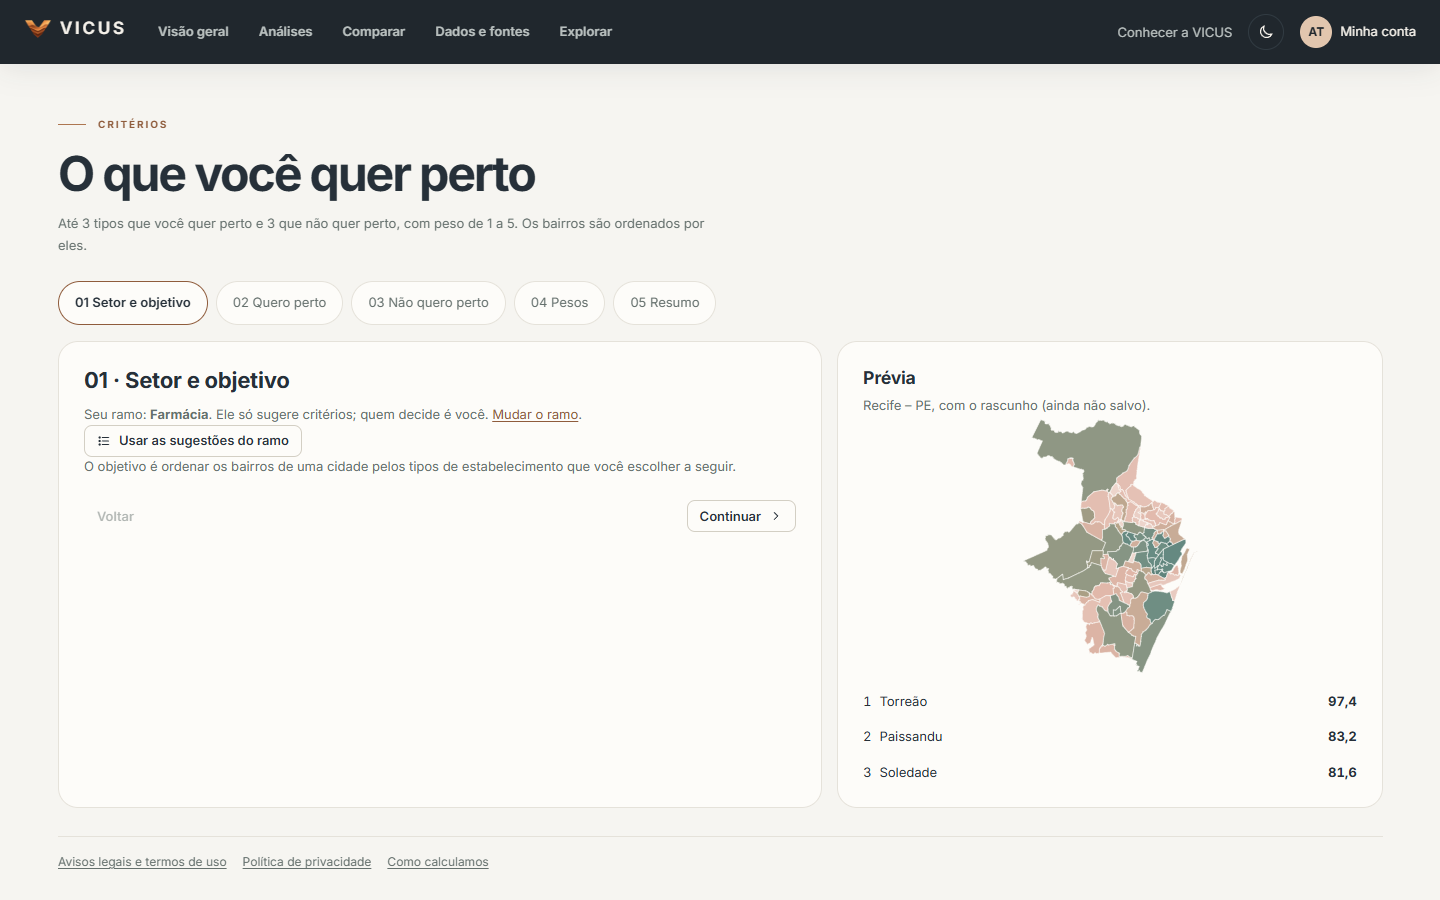 VICUS
Visão geral
Análises
Comparar
Dados e fontes
Explorar
Conhecer a VICUS
AT
Minha conta
CRITÉRIOS
O que você quer perto
Até 3 tipos que você quer perto e 3 que não quer perto, com peso de 1 a 5. Os bairros são ordenados por
eles.
01 Setor e objetivo
02 Quero perto
03 Não quero perto
04 Pesos
05 Resumo
01 · Setor e objetivo
Seu ramo: Farmácia. Ele só sugere critérios; quem decide é você. Mudar o ramo.
Usar as sugestões do ramo
O objetivo é ordenar os bairros de uma cidade pelos tipos de estabelecimento que você escolher a seguir.
Voltar
Continuar
Prévia
Recife – PE, com o rascunho (ainda não salvo).
1 Torreão 97,4
2 Paissandu 83,2
3 Soledade 81,6
Avisos legais e termos de uso
Política de privacidade
Como calculamos